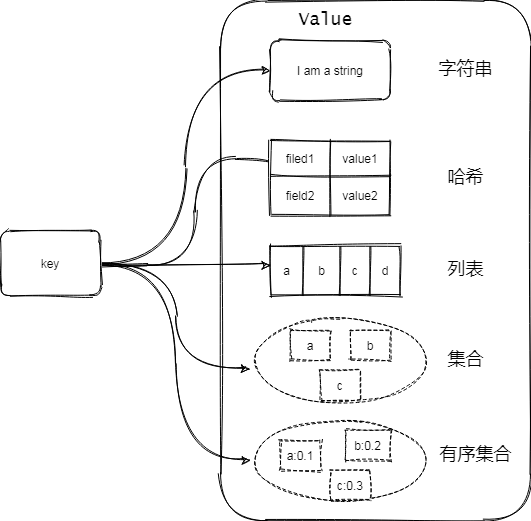 Value
I am a string
字符串
filed1 value1
field2 value2
哈希
key
a b c d
列表
a b
c
集合
a:0.1 b:0.2
c:0.3
有序集合